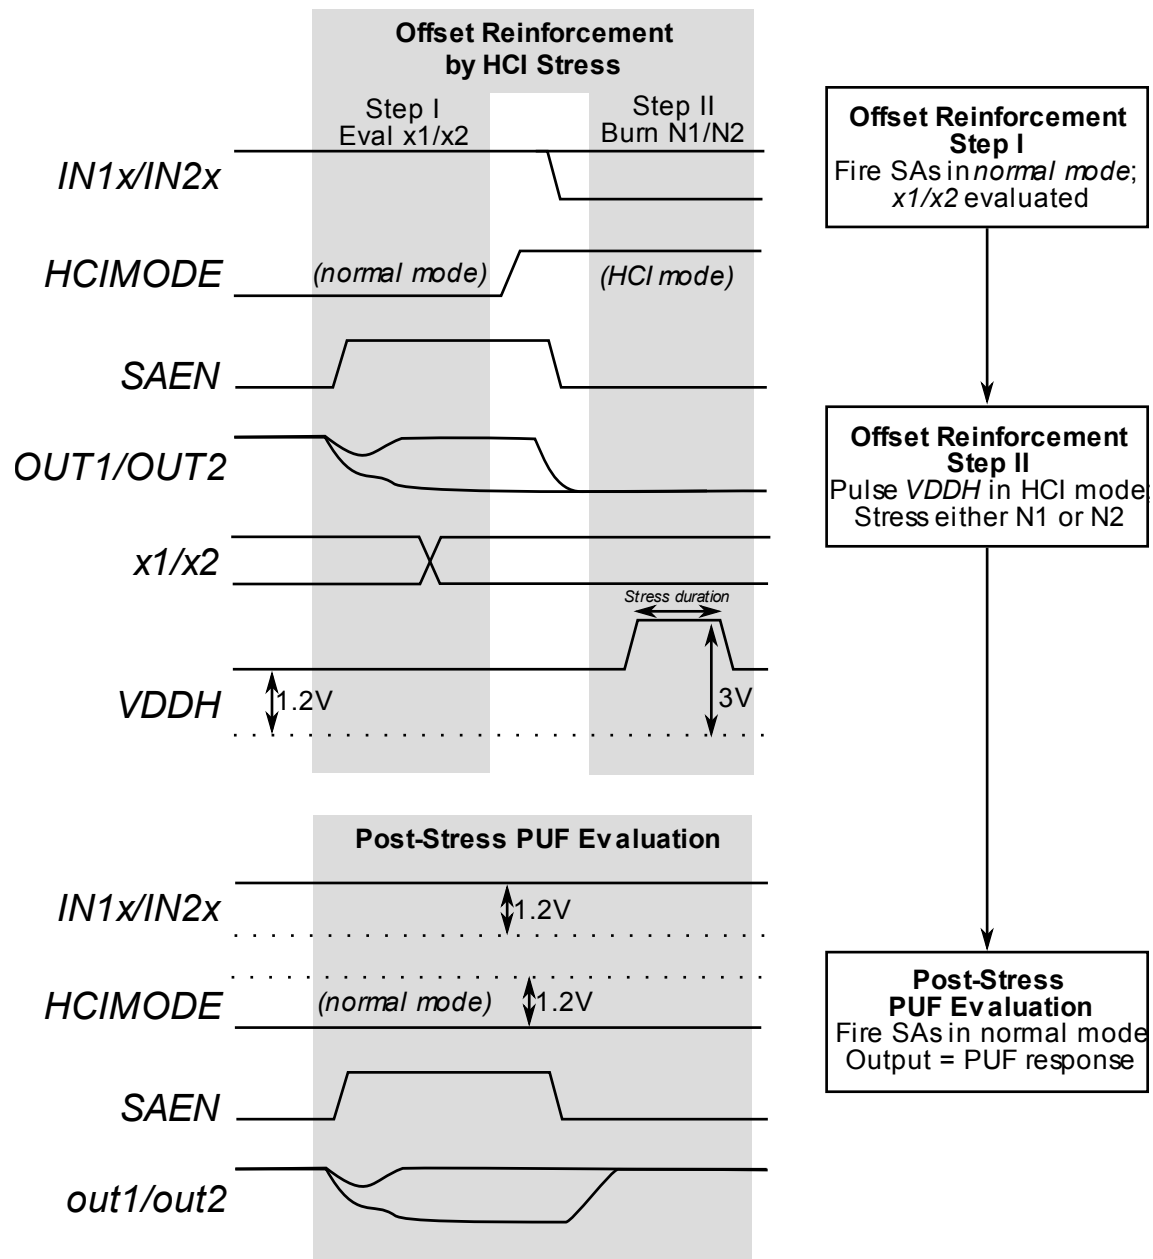 Offset Reinforcement
by HCI Stress
Step I
Eval x1/x2
Step II
Burn N1/N2
IN1x/IN2x
HCIMODE
(normal mode)
(HCI mode)
SAEN
OUT1/OUT2
x1/x2
Stress duration
VDDH
1.2V
3V
Offset Reinforcement
Step I
Fire SAs in normal mode;
x1/x2 evaluated
Offset Reinforcement
Step II
Pulse VDDH in HCI mode;
Stress either N1 or N2
Post-Stress PUF Evaluation
IN1x/IN2x
1.2V
HCIMODE
(normal mode)
1.2V
SAEN
out1/out2
Post-Stress
PUF Evaluation
Fire SAs in normal mode
Output = PUF response